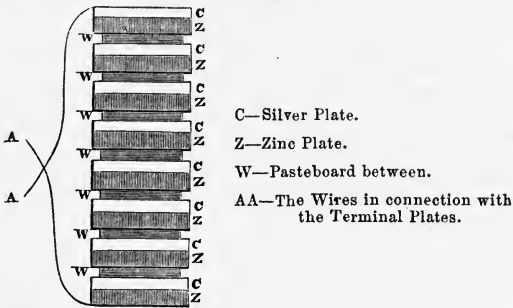 C
Z
W
C
Z
W
C
Z
W
C
Z
A
W
C
Z
W
A
C
Z
W
C
Z
W
C
Z
C—Silver Plate.
Z—Zinc Plate.
W—Pasteboard between.
AA—The Wires in connection with
the Terminal Plates.